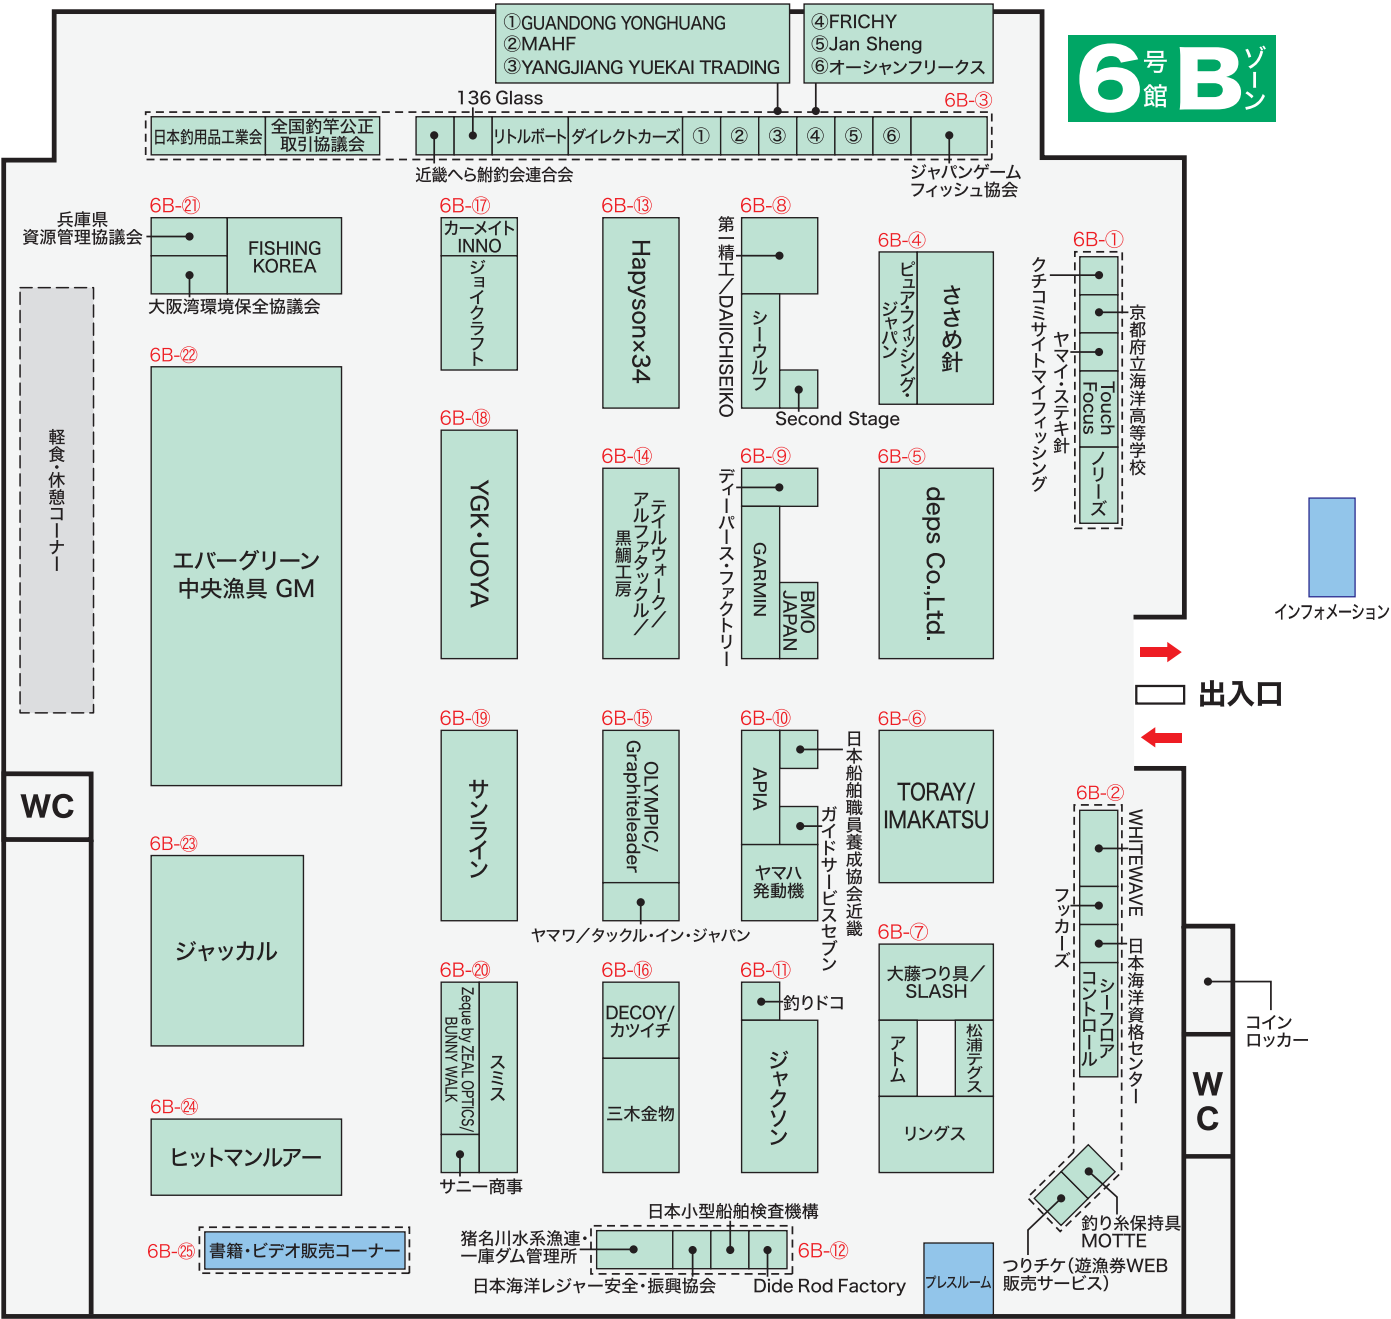 ①GUANDONG YONGHUANG
②MAHF
③YANGJIANG YUEKAI TRADING
④FRICHY
⑤Jan Sheng
⑥オーシャンフリークス
6号館Bゾーン
136 Glass
6B-③
日本釣用品工業会
全国釣竿公正
取引協議会
リトルボート
ダイレクトカーズ
①
②
③
④
⑤
⑥
近畿へら鮒釣会連合会
ジャパンゲーム
フィッシュ協会
6B-㉑
兵庫県
資源管理協議会
FISHING
KOREA
大阪湾環境保全協議会
6B-⑰
カーメイト
INNO
ジョイクラフト
6B-⑬
Hapyson×34
6B-⑧
第一精工／DAIICHISEIKO
シーウルフ
Second Stage
6B-④
ピュア・フィッシング・
ジャパン
ささめ針
6B-①
クチコミサイトマイフィッシング
京都府立海洋高等学校
ヤマイ・ステキ針
Touch
Focus
ノリーズ
軽食・休憩コーナー
6B-㉒
エバーグリーン
中央漁具 GM
6B-⑱
YGK・UOYA
6B-⑭
テイルウォーク／
アルファタックル／
黒鯛工房
6B-⑨
ディーパース・ファクトリー
GARMIN
BMO
JAPAN
6B-⑤
deps Co.,Ltd.
インフォメーション
出入口
6B-⑲
サンライン
6B-⑮
OLYMPIC/
Graphiteleader
ヤマワ／タックル・イン・ジャパン
6B-⑩
APIA
日本船舶職員養成協会近畿
ガイドサービスセブン
ヤマハ
発動機
6B-⑥
TORAY/
IMAKATSU
6B-②
WHITEWAVE
フッカーズ
日本海洋資格センター
シーフロア
コントロール
WC
6B-㉓
ジャッカル
6B-⑳
Zeque by ZEAL OPTICS/
BUNNY WALK
スミス
サニー商事
6B-⑯
DECOY/
カツイチ
三木金物
6B-⑪
釣りドコ
ジャクソン
6B-⑦
大藤つり具／
SLASH
アトム
松浦テグス
リングス
コイン
ロッカー
W
C
6B-㉔
ヒットマンルアー
6B-㉕
書籍・ビデオ販売コーナー
猪名川水系漁連・
一庫ダム管理所
日本小型船舶検査機構
6B-⑫
日本海洋レジャー安全・振興協会
Dide Rod Factory
プレスルーム
釣り糸保持具
MOTTE
つりチケ（遊漁券WEB
販売サービス）